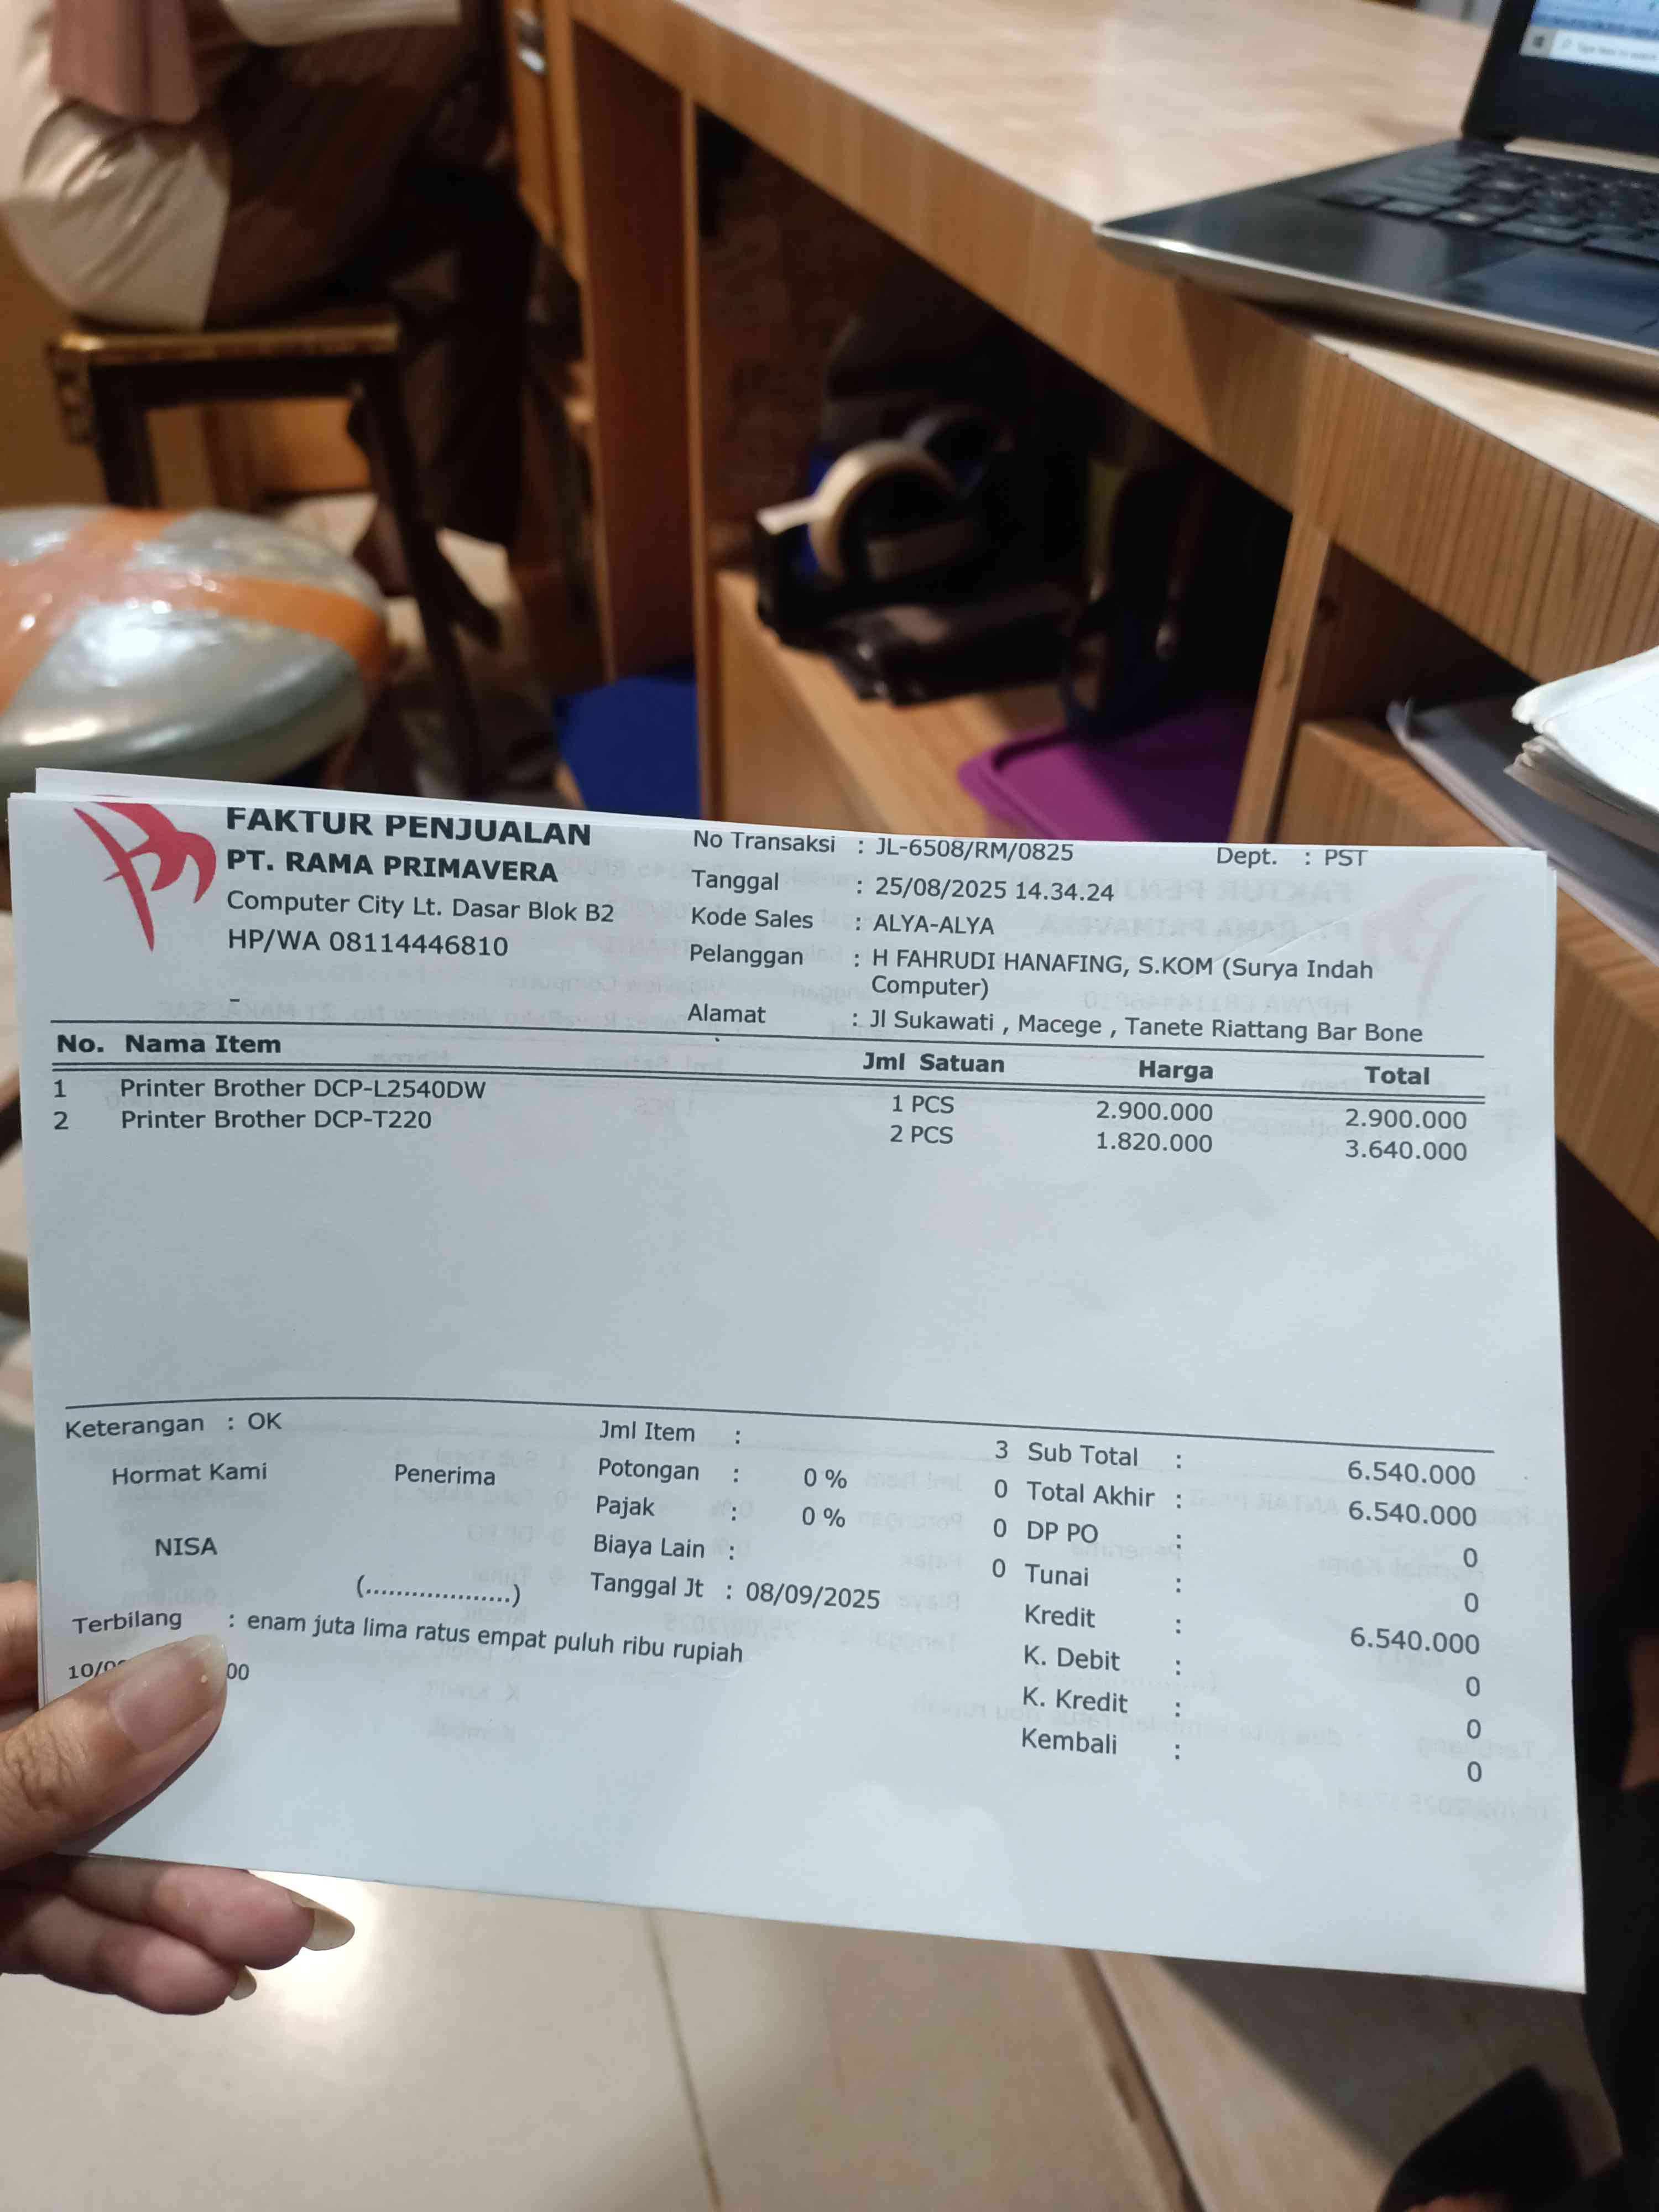 FAKTUR PENJUALAN
PT. RAMA PRIMAVERA
Computer City Lt. Dasar Blok B2
HP/WA 08114446810
-
No Transaksi : JL-6508/RM/0825 Dept. : PST
Tanggal : 25/08/2025 14.34.24
Kode Sales : ALYA-ALYA
Pelanggan : H FAHRUDI HANAFING, S.KOM (Surya Indah
Computer)
Alamat : Jl Sukawati , Macege , Tanete Riattang Bar Bone
No. Nama Item Jml Satuan Harga Total
1 Printer Brother DCP-L2540DW 1 PCS 2.900.000 2.900.000
2 Printer Brother DCP-T220 2 PCS 1.820.000 3.640.000
Keterangan : OK
Hormat Kami Penerima
NISA
(...................)
Jml Item : 3
Potongan : 0 % 0
Pajak : 0 % 0
Biaya Lain : 0
Tanggal Jt : 08/09/2025
Sub Total : 6.540.000
Total Akhir : 6.540.000
DP PO : 0
Tunai : 0
Kredit : 6.540.000
K. Debit : 0
K. Kredit : 0
Kembali : 0
Terbilang : enam juta lima ratus empat puluh ribu rupiah